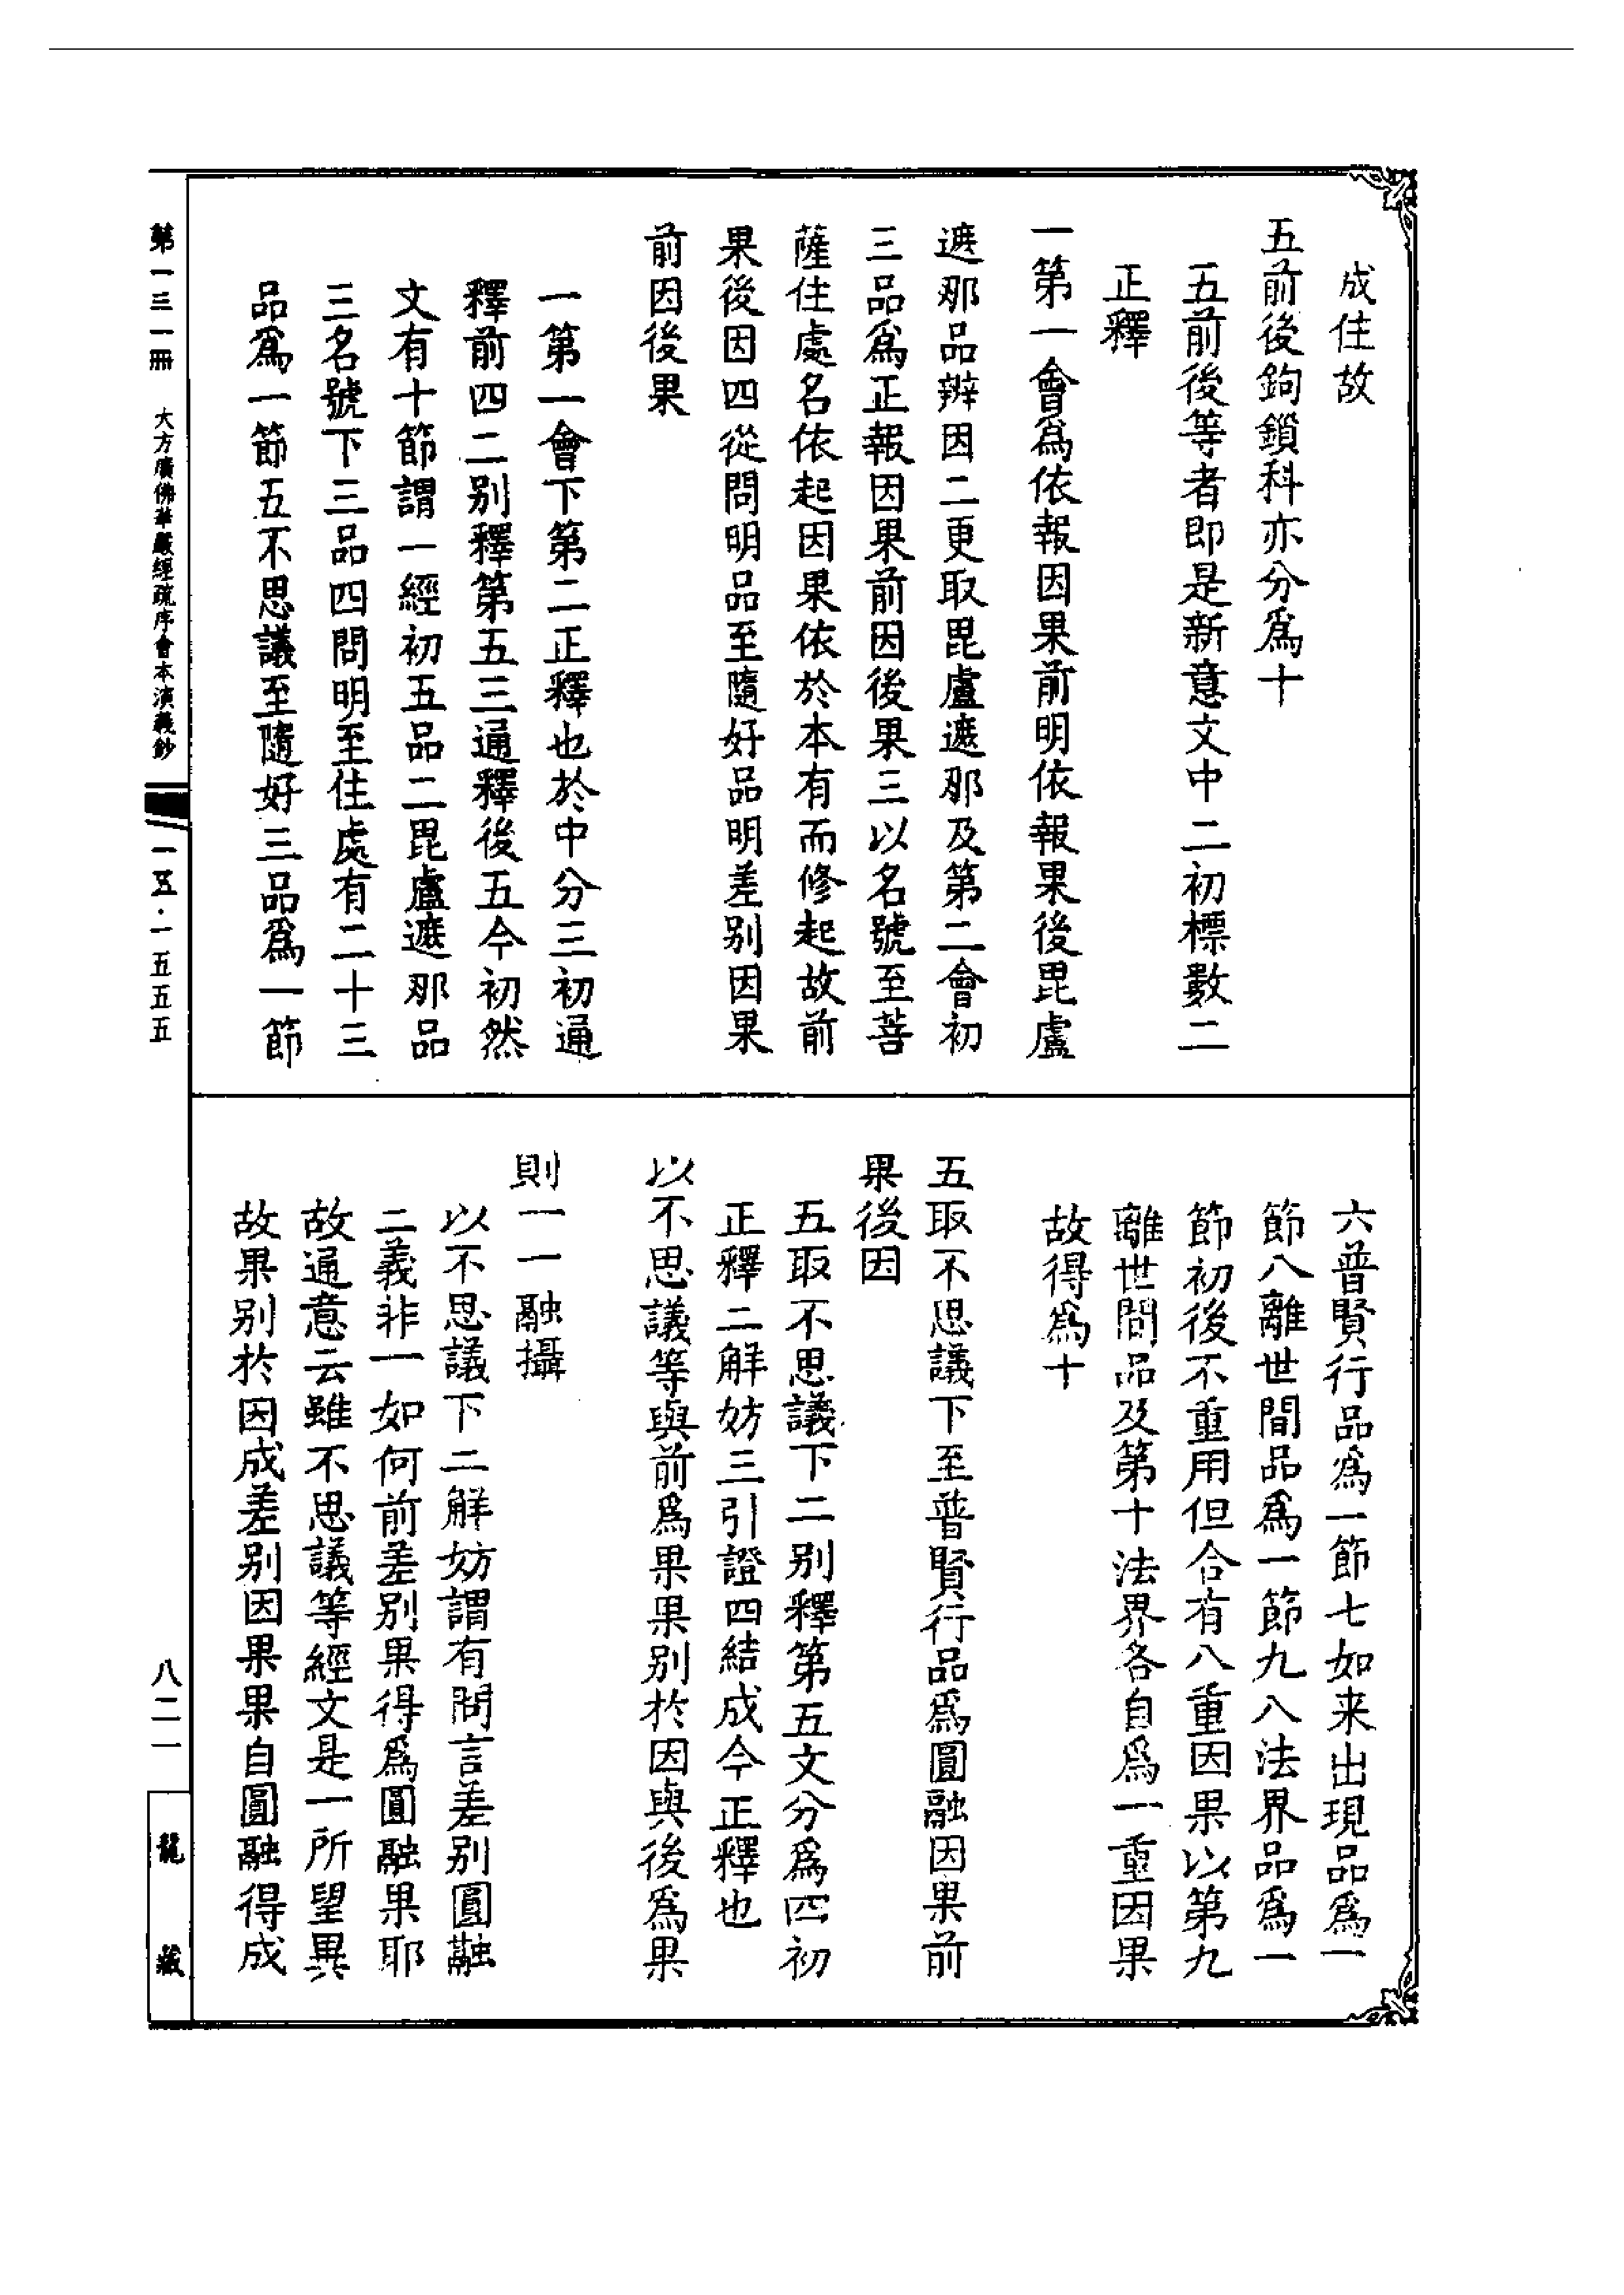 成住故
五前後鉤鎖科亦分爲十
五前後等者即是新意文中二初標數二
正釋
一第一會爲依報因果前明依報果後毘盧
遮那品辨因二更取毘盧遮那及第二會初
三品爲正報因果前因後果三以名號至菩
薩住處名依起因果依於本有而修起故前
果後因四從問明品至隨好品明差别因果
前因後果
一第一會下第二正釋也於中分三初通
釋前四二别釋第五三通釋後五今初然
文有十節謂一經初五品二毘盧遮那品
三名號下三品四問明至住處有二十三
品爲一節五不思議至隨好三品爲一節
六普賢行品爲一節七如来出現品爲一
節八離世間品爲一節九八法界品爲一
節初後不重用但合有八重因果以第九
離世間品及第十法界各自爲一重因果
故得爲十
五取不思議下至普賢行品爲圓融因果前
果後因
五取不思議下二别釋第五文分爲四初
正釋二解妨三引證四結成今正釋也
以不思議等與前爲果果别於因與後爲果
則一一融攝
以不思議下二解妨謂有問言差别圓融
二義非一如何前差别果得爲圓融果耶
故通意云雖不思議等經文是一所望異
故果别於因成差别因果果自圓融得成
第一三一冊 大方廣佛華嚴經疏序會本演義鈔 一五·一五五五
八二一
龍藏